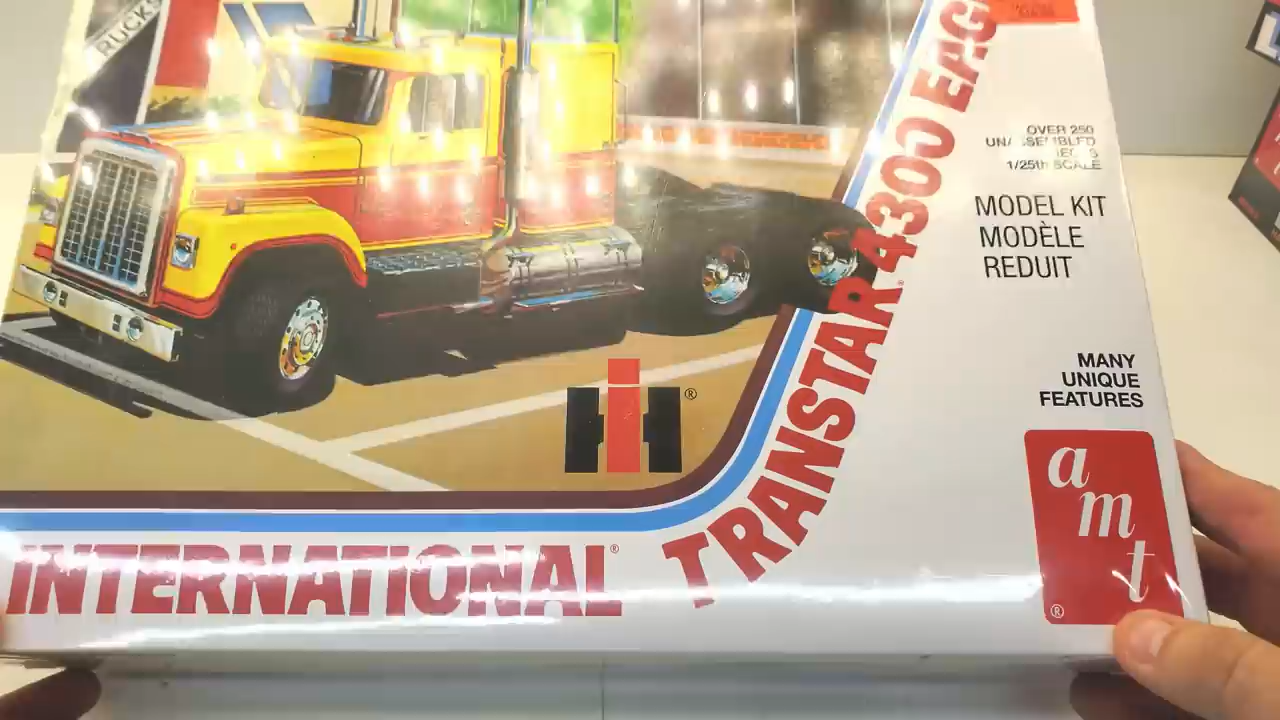 TRUCKS
INTERNATIONAL®
TRANSTAR 4300 EAG
OVER 250
UNASSEMBLED
1/25th SCALE
MODEL KIT
MODÈLE
REDUIT
MANY
UNIQUE
FEATURES
IH®
amt®